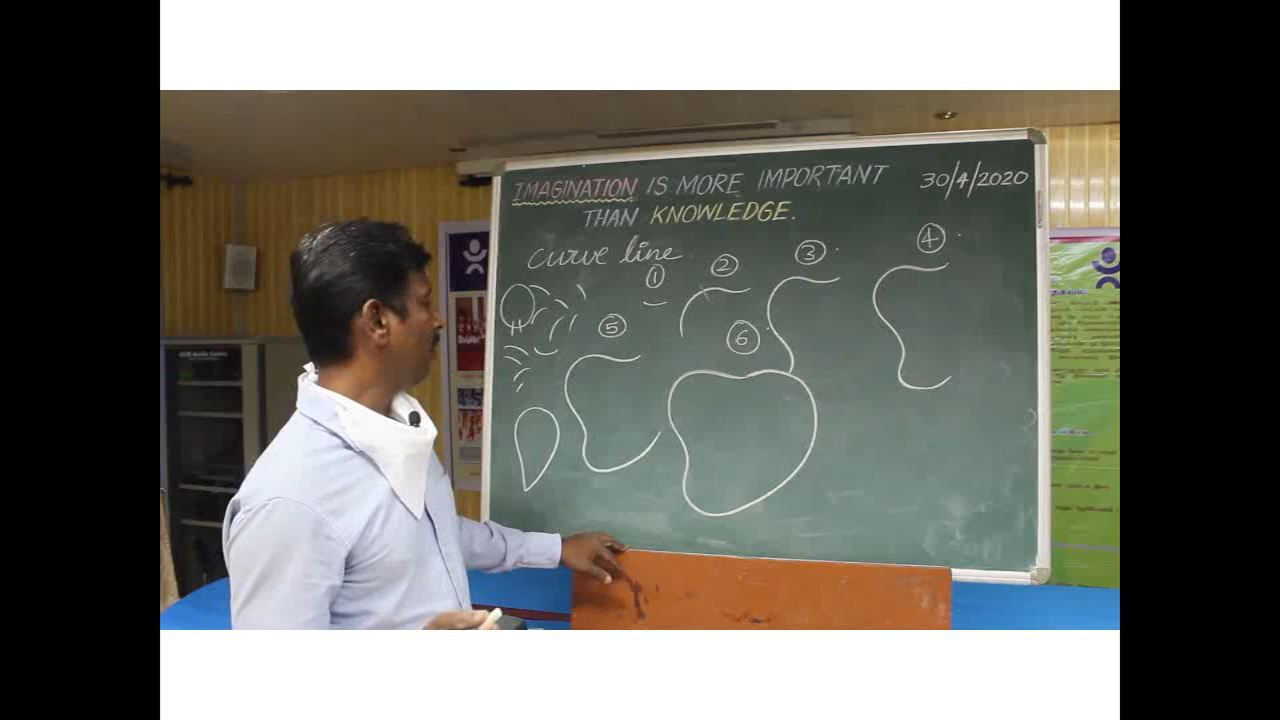 IMAGINATION IS MORE IMPORTANT
THAN KNOWLEDGE.
30/4/2020
curve line
1
2
3
4
5
6